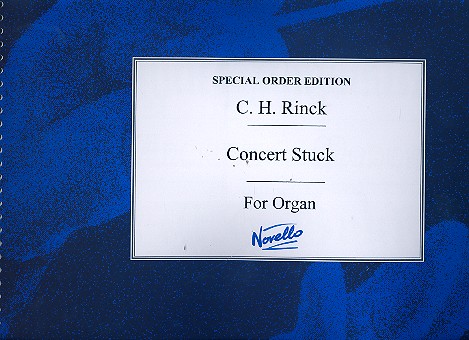 SPECIAL ORDER EDITION
C. H. Rinck
Concert Stuck
For Organ
Novello